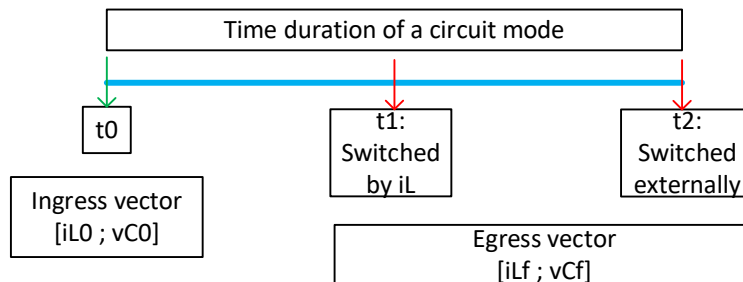 Time duration of a circuit mode
t0
t1:
Switched
by iL
t2:
Switched
externally
Ingress vector
[iL0 ; vC0]
Egress vector
[iLf ; vCf]